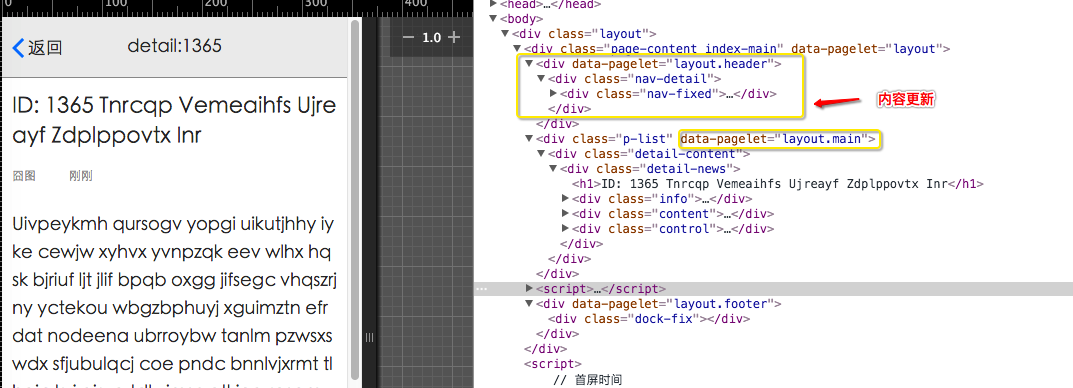 0 100 200 300 400
返回
detail:1365
1.0
ID: 1365 Tnrcqp Vemeaihfs Ujre
ayf Zdplppovtx Inr
囧图 刚刚
Uivpeykmh qursogv yopgi uikutjhhy iy
ke cewjw xyhvx yvnpzqk eev wlhx hq
sk bjriuf ljt jlif bpqb oxgg jifsegc vhqszrj
ny yctekou wbgzbphuyj xguimztn efr
dat nodeena ubrroybw tanlm pzwsxs
wdx sfjubulqcj coe pndc bnnlvjxrmt tl
▶<head>…</head>
▼<body>
▼<div class="layout">
▼<div class="page-content index-main" data-pagelet="layout">
▼<div data-pagelet="layout.header">
▼<div class="nav-detail">
▶<div class="nav-fixed">…</div>
</div>
</div>
内容更新
▼<div class="p-list" data-pagelet="layout.main">
▼<div class="detail-content">
▼<div class="detail-news">
<h1>ID: 1365 Tnrcqp Vemeaihfs Ujreayf Zdplppovtx Inr</h1>
▶<div class="info">…</div>
▶<div class="content">…</div>
▶<div class="control">…</div>
</div>
</div>
</div>
▶<script>…</script>
▼<div data-pagelet="layout.footer">
<div class="dock-fix"></div>
</div>
</div>
<script>
// 首屏时间